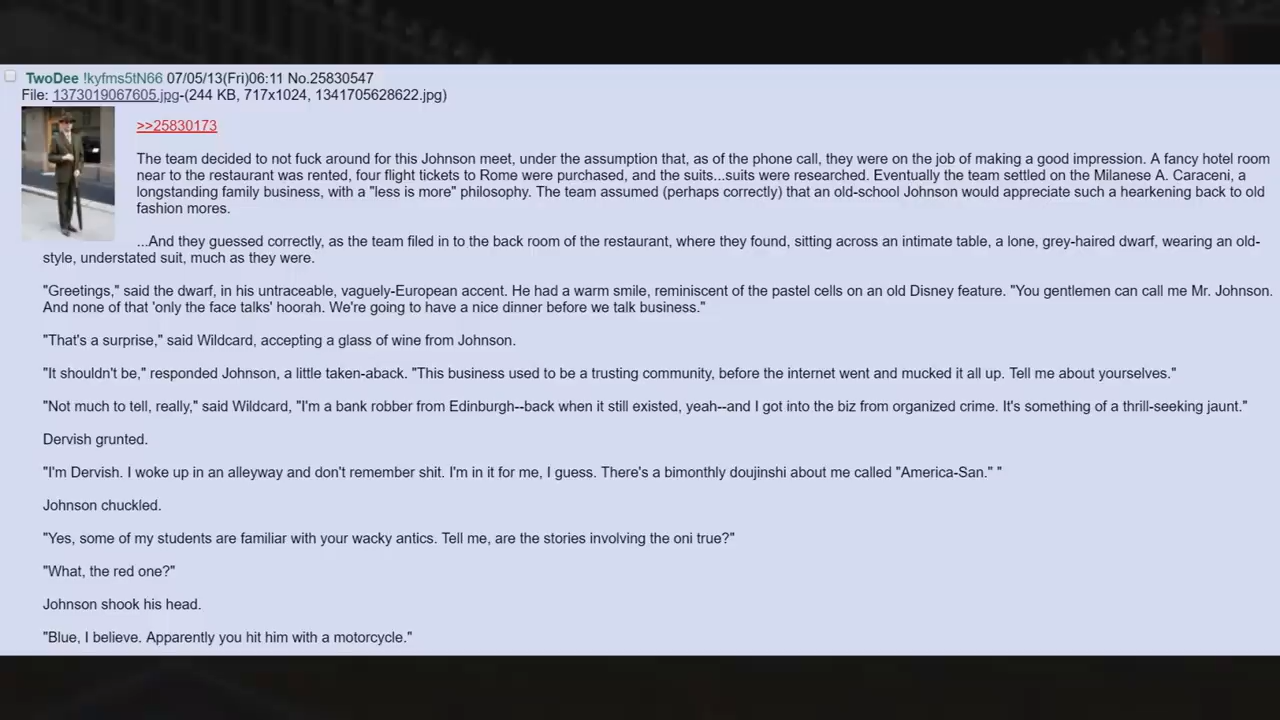 TwoDee !kyfms5tN66 07/05/13(Fri)06:11 No.25830547
File: 1373019067605.jpg-(244 KB, 717x1024, 1341705628622.jpg)
>>25830173
The team decided to not fuck around for this Johnson meet, under the assumption that, as of the phone call, they were on the job of making a good impression. A fancy hotel room
near to the restaurant was rented, four flight tickets to Rome were purchased, and the suits...suits were researched. Eventually the team settled on the Milanese A. Caraceni, a
longstanding family business, with a "less is more" philosophy. The team assumed (perhaps correctly) that an old-school Johnson would appreciate such a hearkening back to old
fashion mores.
...And they guessed correctly, as the team filed in to the back room of the restaurant, where they found, sitting across an intimate table, a lone, grey-haired dwarf, wearing an old-
style, understated suit, much as they were.
"Greetings," said the dwarf, in his untraceable, vaguely-European accent. He had a warm smile, reminiscent of the pastel cells on an old Disney feature. "You gentlemen can call me Mr. Johnson.
And none of that 'only the face talks' hoorah. We're going to have a nice dinner before we talk business."
"That's a surprise," said Wildcard, accepting a glass of wine from Johnson.
"It shouldn't be," responded Johnson, a little taken-aback. "This business used to be a trusting community, before the internet went and mucked it all up. Tell me about yourselves."
"Not much to tell, really," said Wildcard, "I'm a bank robber from Edinburgh--back when it still existed, yeah--and I got into the biz from organized crime. It's something of a thrill-seeking jaunt."
Dervish grunted.
"I'm Dervish. I woke up in an alleyway and don't remember shit. I'm in it for me, I guess. There's a bimonthly doujinshi about me called "America-San." "
Johnson chuckled.
"Yes, some of my students are familiar with your wacky antics. Tell me, are the stories involving the oni true?"
"What, the red one?"
Johnson shook his head.
"Blue, I believe. Apparently you hit him with a motorcycle."